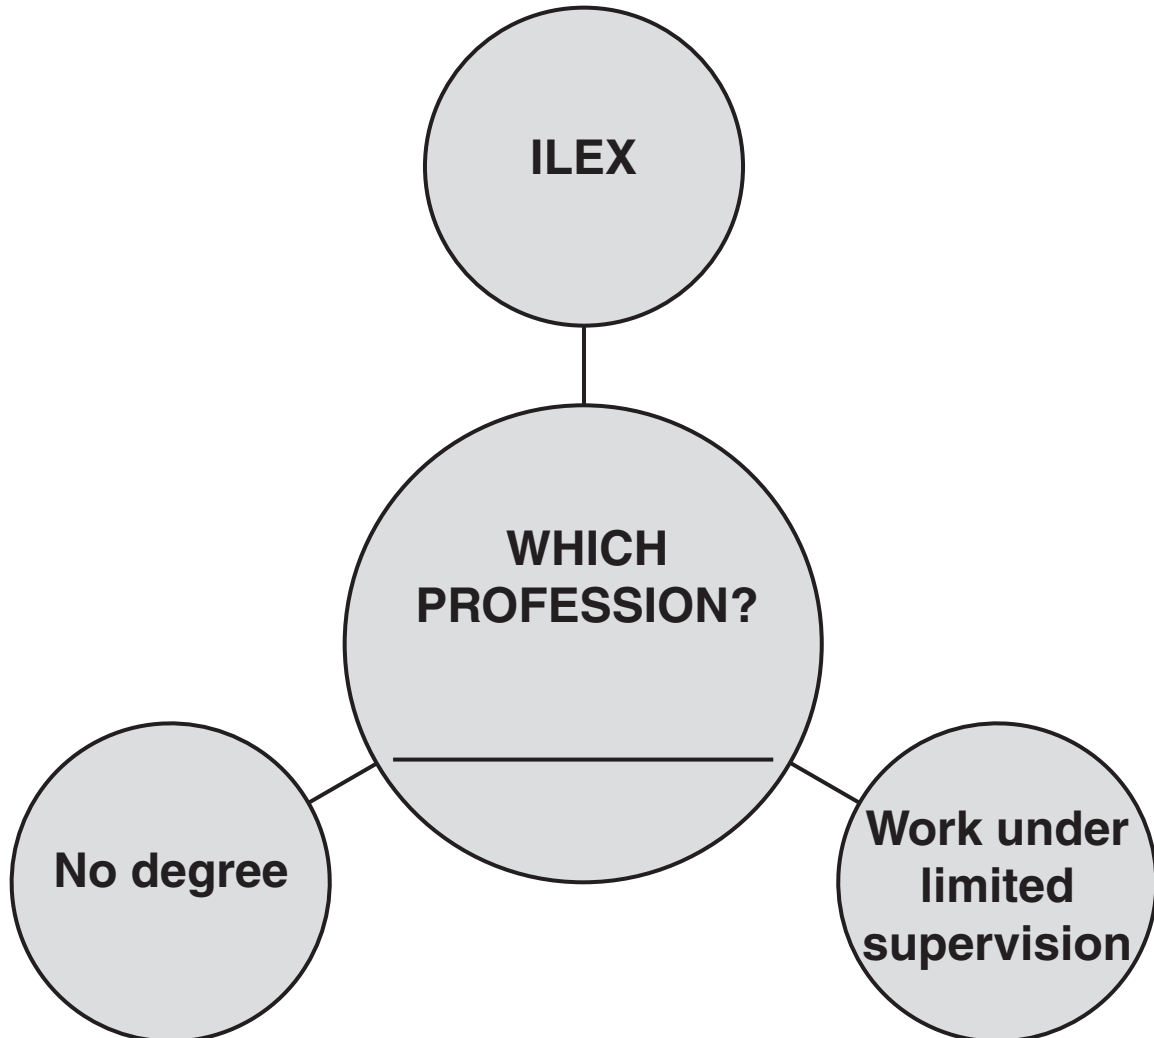 ILEX
WHICH
PROFESSION?
No degree
Work under
limited
supervision